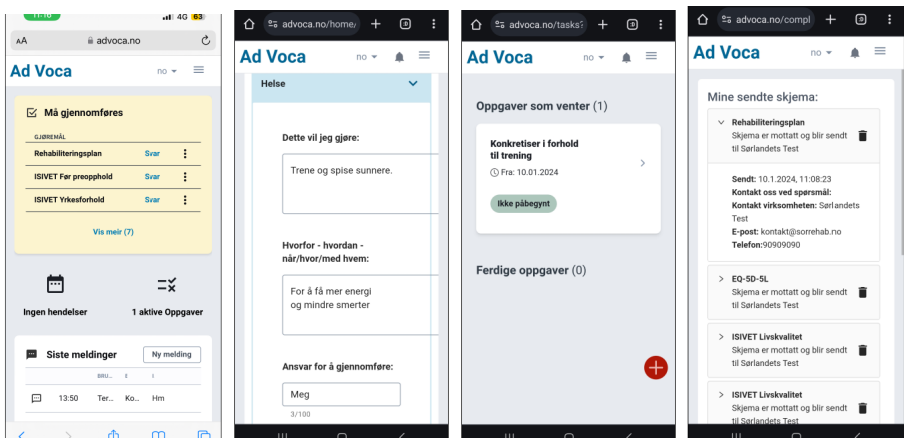 11:16
4G 63
AA
advoca.no
Ad Voca
no
Må gjennomføres
GJØREMÅL
Rehabiliteringsplan Svar
ISIVET Før preopphold Svar
ISIVET Yrkesforhold Svar
Vis meir (7)
Ingen hendelser
1 aktive Oppgaver
Siste meldinger
Ny melding
BRU... E I
13:50 Ter... Ko... Hm
advoca.no/home/
:D
Ad Voca
no
Helse
Dette vil jeg gjøre:
Trene og spise sunnere.
Hvorfor - hvordan -
når/hvor/med hvem:
For å få mer energi
og mindre smerter
Ansvar for å gjennomføre:
Meg
3/100
advoca.no/tasks?
:D
Ad Voca
no
Oppgaver som venter (1)
Konkretiser i forhold
til trening
Fra: 10.01.2024
Ikke påbegynt
Ferdige oppgaver (0)
advoca.no/compl
:D
Ad Voca
no
Mine sendte skjema:
Rehabiliteringsplan
Skjema er mottatt og blir sendt
til Sørlandets Test
Sendt: 10.1.2024, 11:08:23
Kontakt oss ved spørsmål:
Kontakt virksomheten: Sørlandets
Test
E-post: kontakt@sorrehab.no
Telefon:90909090
EQ-5D-5L
Skjema er mottatt og blir sendt
til Sørlandets Test
ISIVET Livskvalitet
Skjema er mottatt og blir sendt
til Sørlandets Test
ISIVET Livskvalitet
Skjema er mottatt og blir sendt
til Sørlandets Test